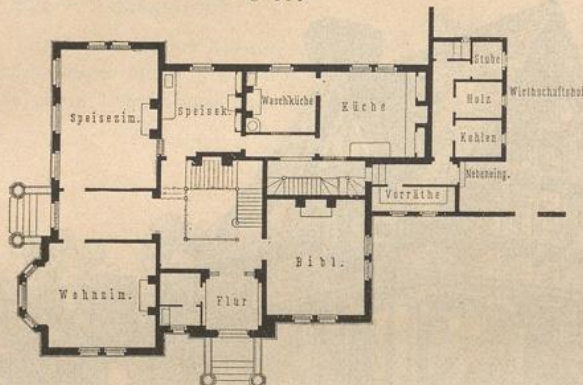 Stube
Speisezim.
Speisek.
Waschküche
Küche
Holz
Wirthschaftshof
Kohlen
Nebeneing.
Vorräthe
Bibl.
Wohnzim.
Flur